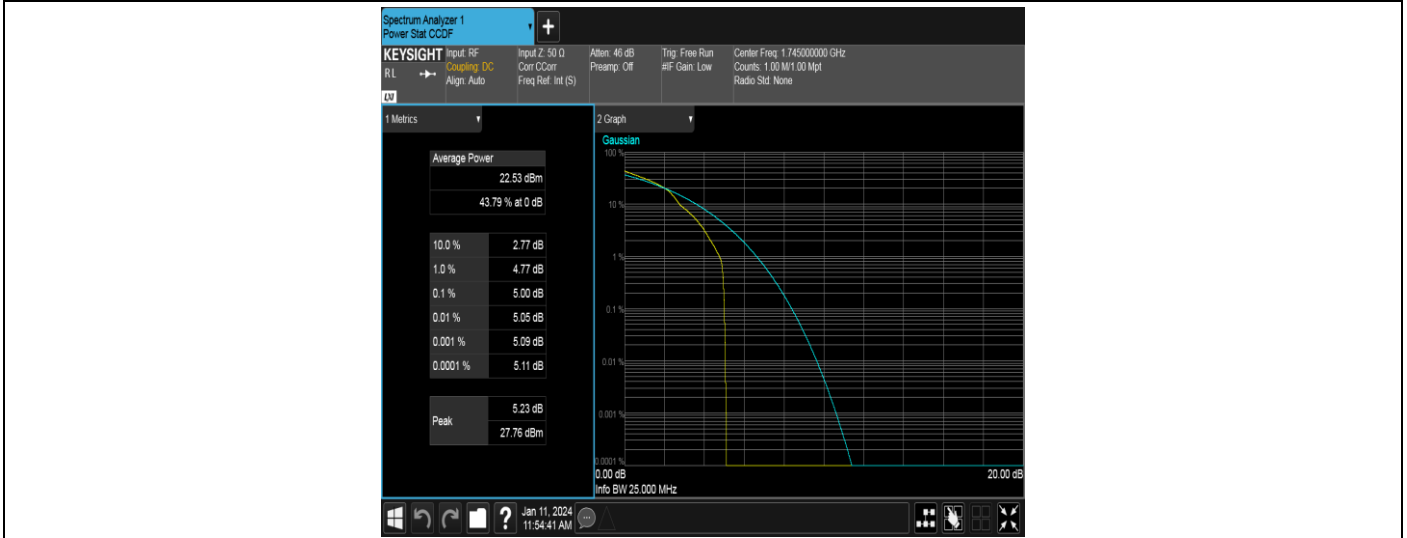 Spectrum Analyzer 1
Power Stat CCDF
+
KEYSIGHT
RL
LXI
Input: RF
Coupling: DC
Align: Auto
Input Z: 50 Ω
Corr CCorr
Freq Ref: Int (S)
Atten: 46 dB
Preamp: Off
Trig: Free Run
#IF Gain: Low
Center Freq: 1.745000000 GHz
Counts: 1.00 M/1.00 Mpt
Radio Std: None
1 Metrics
Average Power
22.53 dBm
43.79 % at 0 dB
10.0 % 2.77 dB
1.0 % 4.77 dB
0.1 % 5.00 dB
0.01 % 5.05 dB
0.001 % 5.09 dB
0.0001 % 5.11 dB
Peak
5.23 dB
27.76 dBm
2 Graph
Gaussian
100 %
10 %
1 %
0.1 %
0.01 %
0.001 %
0.0001 %
0.00 dB 20.00 dB
Info BW 25.000 MHz
?
Jan 11, 2024
11:54:41 AM